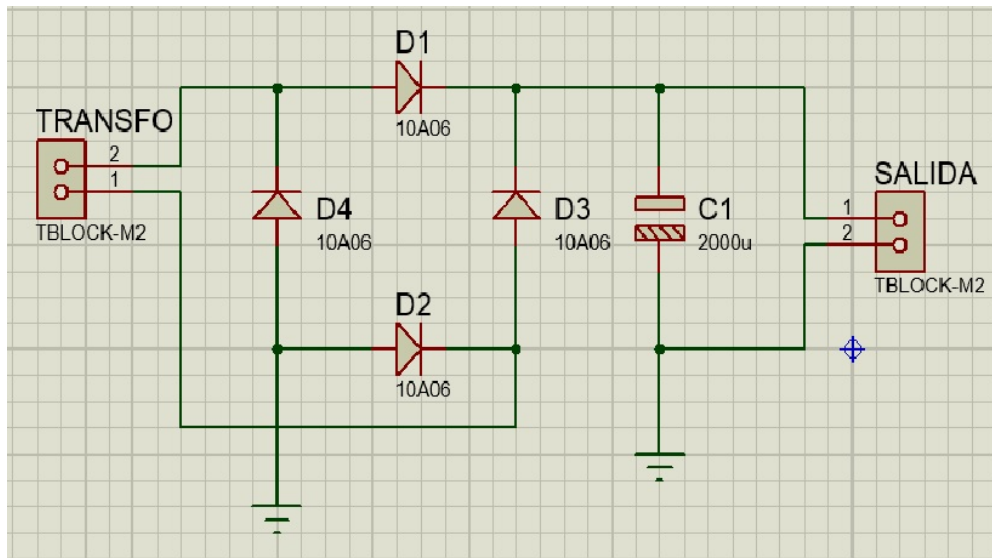 D1
10A06
TRANSFO
2
1
TBLOCK-M2
D4
10A06
D3
10A06
C1
2000u
SALIDA
1
2
TBLOCK-M2
D2
10A06